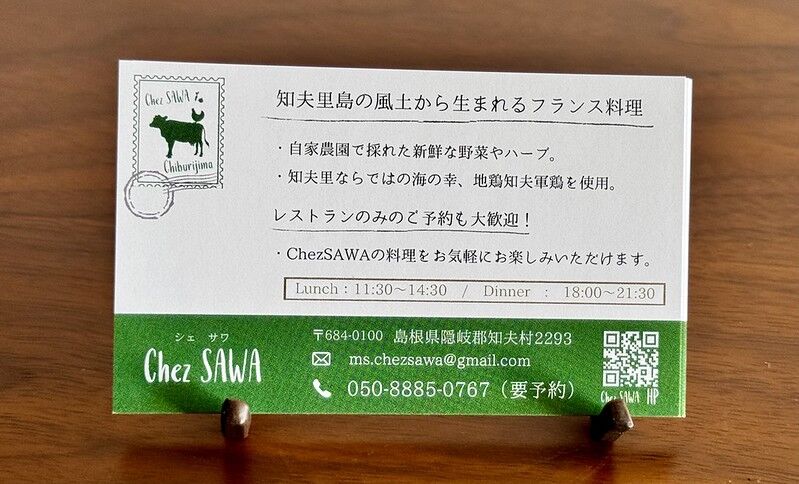 Chez SAWA
Chiburijima
知夫里島の風土から生まれるフランス料理
・自家農園で採れた新鮮な野菜やハーブ。
・知夫里ならではの海の幸、地鶏知夫軍鶏を使用。
レストランのみのご予約も大歓迎！
・ChezSAWAの料理をお気軽にお楽しみいただけます。
Lunch：11:30～14:30 / Dinner : 18:00～21:30
シェ サワ
Chez SAWA
〒684-0100 島根県隠岐郡知夫村2293
ms.chezsawa@gmail.com
050-8885-0767（要予約）
Chez SAWA HP